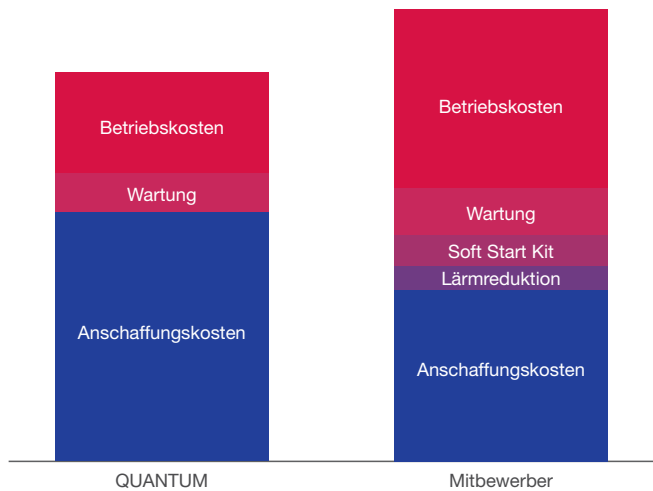 Betriebskosten
Wartung
Anschaffungskosten
QUANTUM
Betriebskosten
Wartung
Soft Start Kit
Lärmreduktion
Anschaffungskosten
Mitbewerber